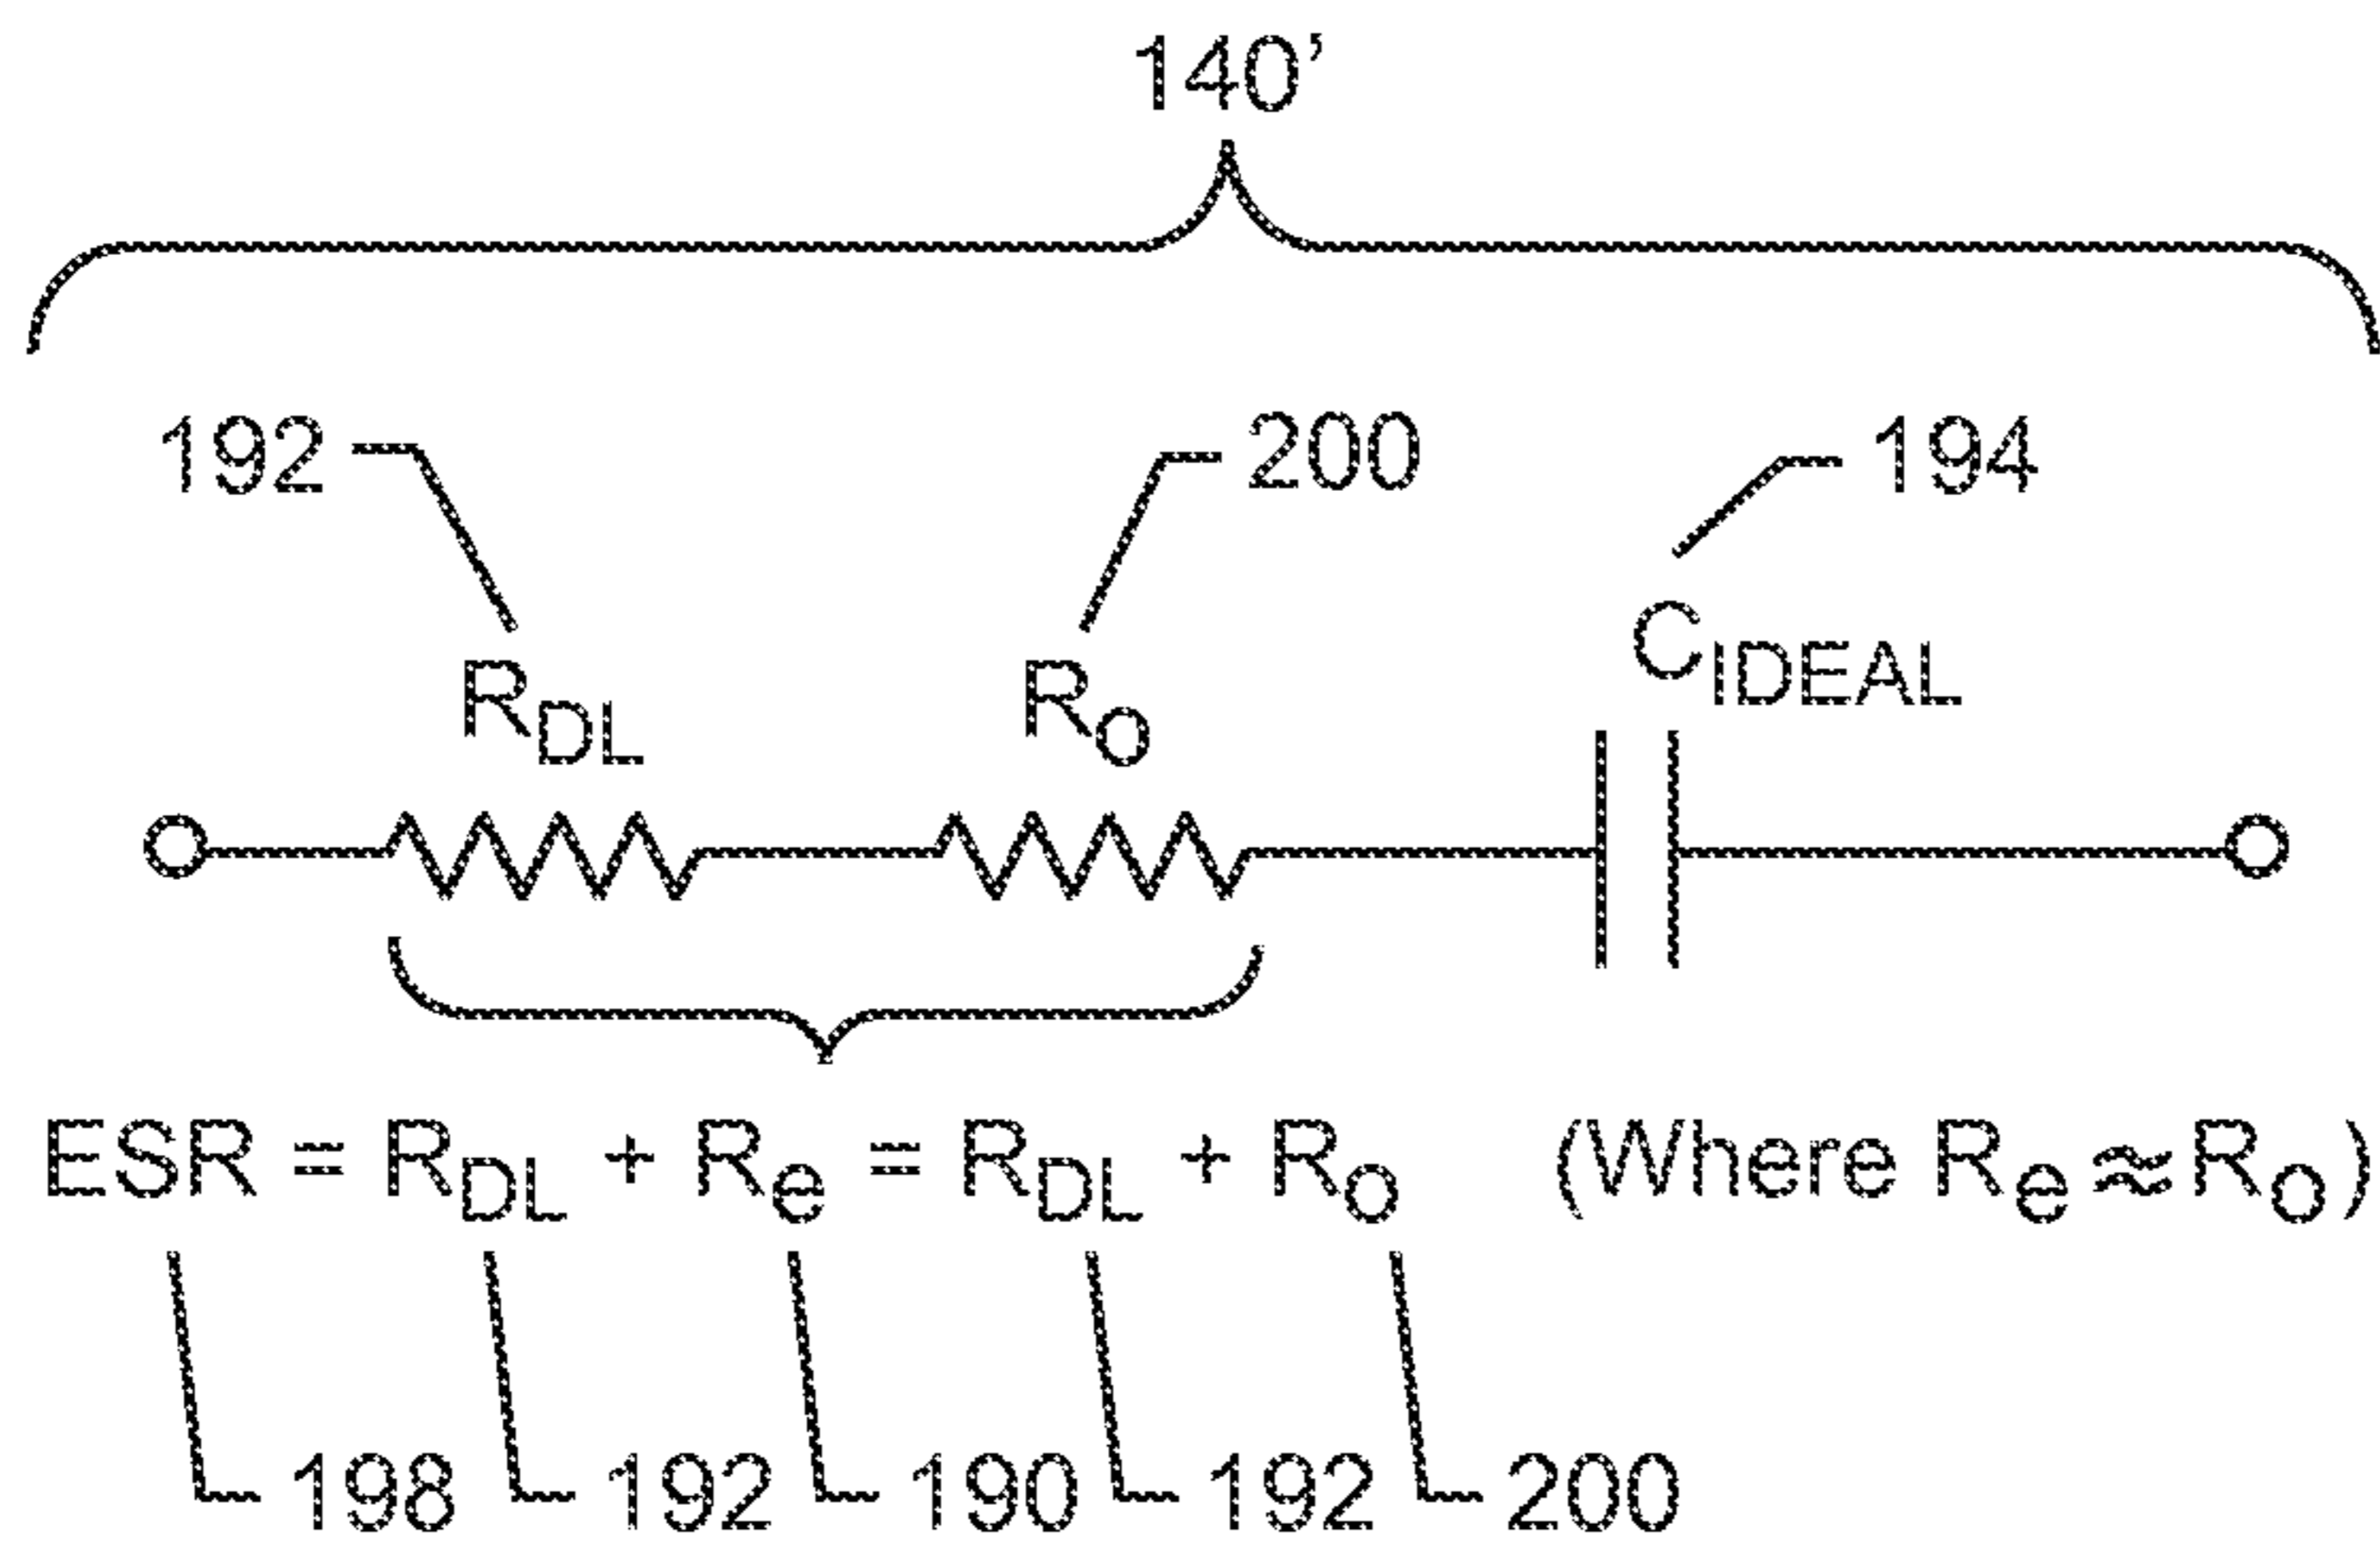 140'
192 200 194
R_DL R_O C_IDEAL
ESR = R_DL + R_e = R_DL + R_O (Where R_e ≈ R_O)
198 192 190 192 200